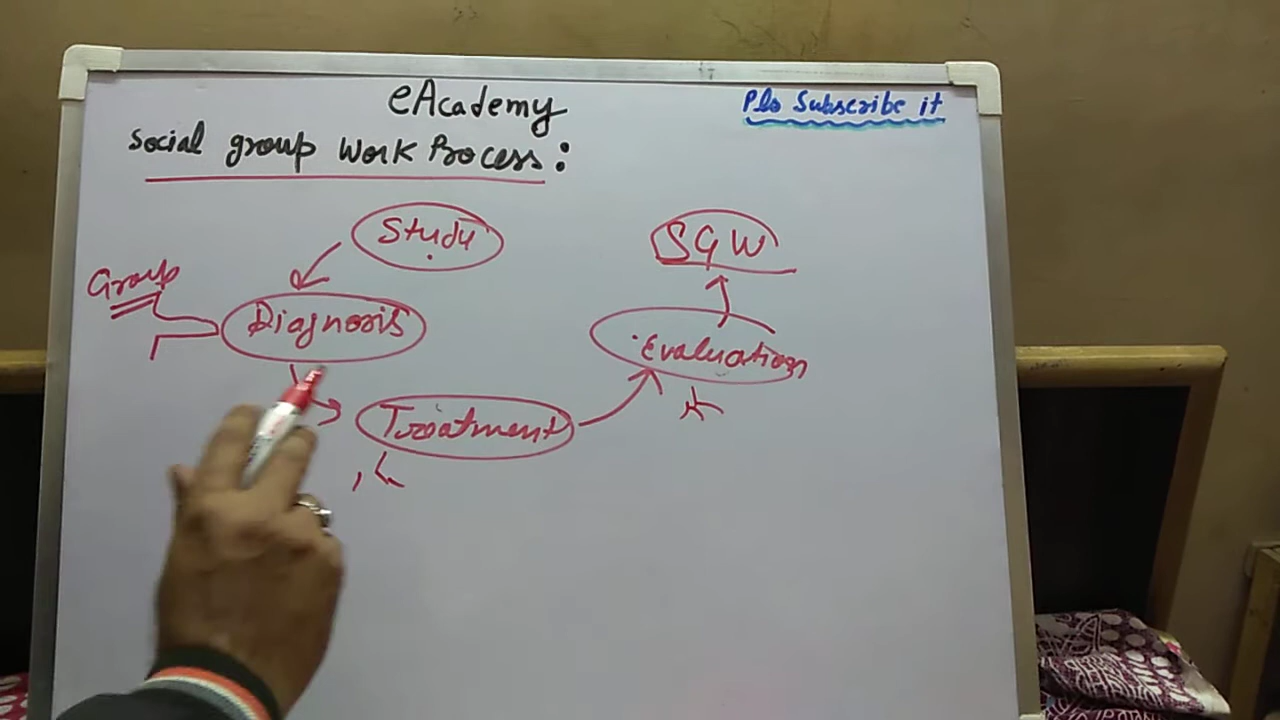 eAcademy
Pls Subscribe it
Social group Work Process:
Study
SGW
Group
Diagnosis
Evaluation
Treatment